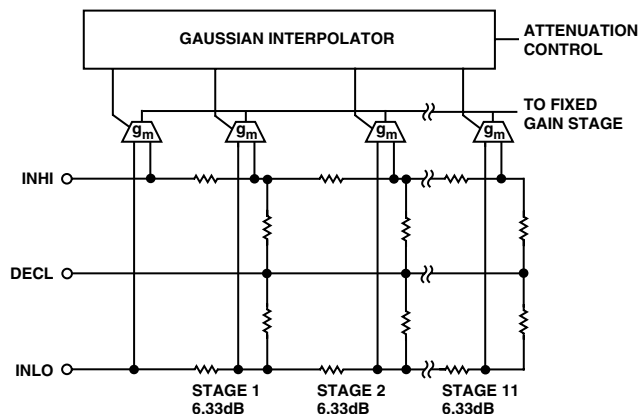 GAUSSIAN INTERPOLATOR
ATTENUATION
CONTROL
TO FIXED
GAIN STAGE
gm gm gm gm
INHI
DECL
INLO
STAGE 1
6.33dB
STAGE 2
6.33dB
STAGE 11
6.33dB